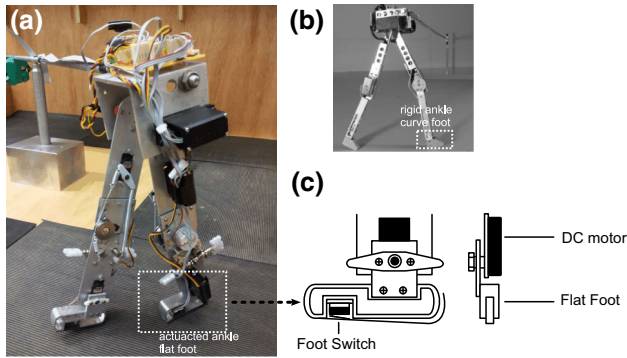 (a)
actuacted ankle
flat foot
(b)
rigid ankle
curve foot
(c)
DC motor
Flat Foot
Foot Switch